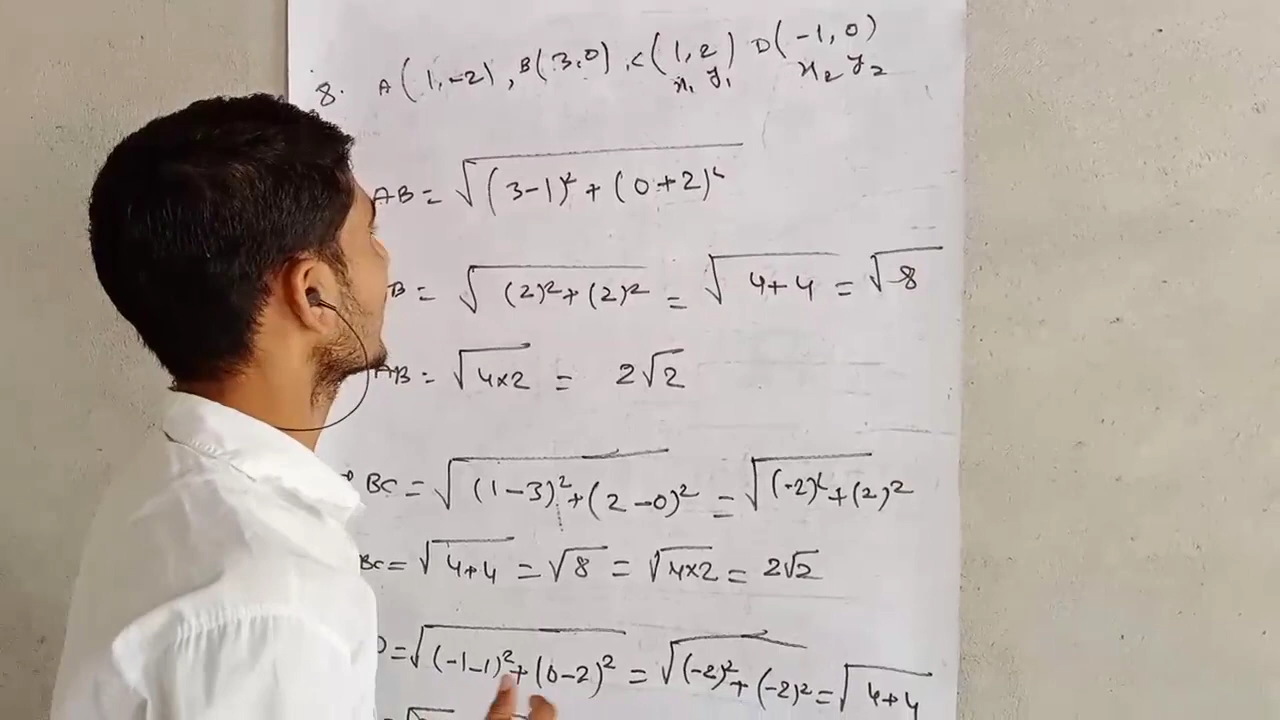 8. A(1,-2), B(3,0), C(1,2) D(-1,0)
x₁ y₁ x₂ y₂
AB = √(3-1)² + (0+2)²
B = √(2)²+(2)² = √4+4 = √8
AB = √4×2 = 2√2
BC = √(1-3)²+(2-0)² = √(-2)²+(2)²
BC = √4+4 = √8 = √4×2 = 2√2
D = √(-1-1)²+(0-2)² = √(-2)²+(-2)² = √4+4